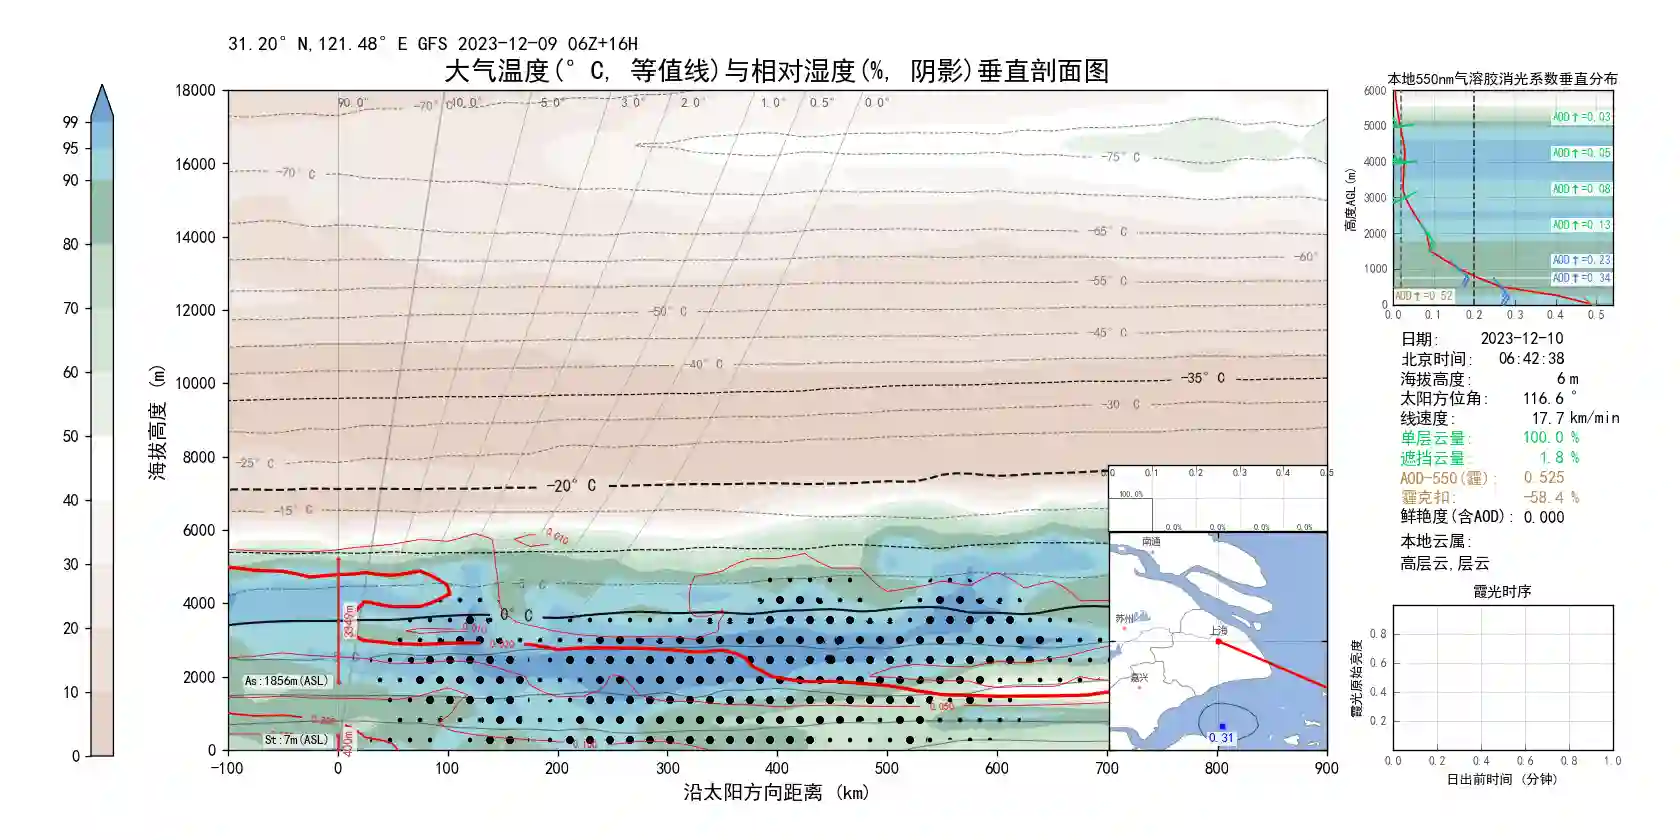 31.20°N,121.48°E GFS 2023-12-09 06Z+16H
大气温度(°C, 等值线)与相对湿度(%, 阴影)垂直剖面图
99
95
90
80
70
60
50
40
30
20
10
0
海拔高度 (m)
18000
16000
14000
12000
10000
8000
6000
4000
2000
0
90.0° -70° 10.0° 5.0° 3.0° 2.0° 1.0° 0.5° 0.0°
-75°C
-70°C
-65°C
-60°
-55°C
-50°C
-45°C
-40°C
-35°C
-30°C
-25°C
-20°C
-15°C
0.010
-5°C
0°C
3349m
0.010
0.020
As:1856m(ASL)
0.050
0.200
St:7m(ASL)
400m
0.100
-100 0 100 200 300 400 500 600 700 800 900
沿太阳方向距离 (km)
0.0 0.1 0.2 0.3 0.4 0.5
100.0%
0.0% 0.0% 0.0% 0.0%
南通
苏州
上海
嘉兴
0.31
本地550nm气溶胶消光系数垂直分布
高度AGL(m)
6000
5000
4000
3000
2000
1000
0
AOD↑=0.03
AOD↑=0.05
AOD↑=0.08
AOD↑=0.13
AOD↑=0.23
AOD↑=0.34
AOD↑=0.52
0.0 0.1 0.2 0.3 0.4 0.5
日期: 2023-12-10
北京时间: 06:42:38
海拔高度: 6 m
太阳方位角: 116.6 °
线速度: 17.7 km/min
单层云量: 100.0 %
遮挡云量: 1.8 %
AOD-550(霾): 0.525
霾克扣: -58.4 %
鲜艳度(含AOD): 0.000
本地云属:
高层云,层云
霞光时序
霞光原始亮度
0.8
0.6
0.4
0.2
0.0 0.2 0.4 0.6 0.8 1.0
日出前时间 (分钟)